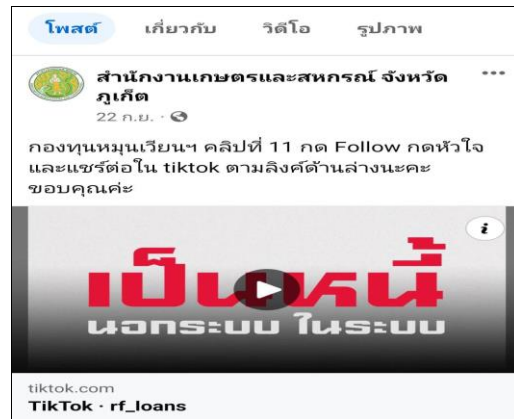 โพสต์ เกี่ยวกับ วิดีโอ รูปภาพ
สำนักงานเกษตรและสหกรณ์ จังหวัด
ภูเก็ต
22 ก.ย.
กองทุนหมุนเวียนฯ คลิปที่ 11 กด Follow กดหัวใจ
และแชร์ต่อใน tiktok ตามลิงค์ด้านล่างนะคะ
ขอบคุณค่ะ
เป็นหนี้
นอกระบบ ในระบบ
tiktok.com
TikTok · rf_loans